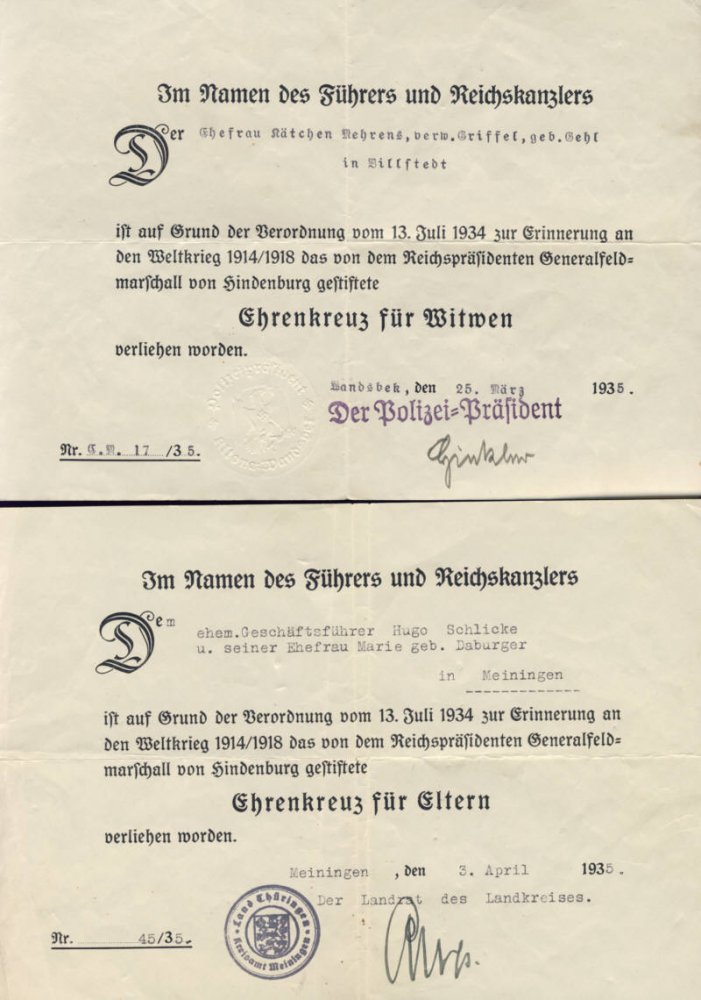 Im Namen des Führers und Reichskanzlers
Der Ehefrau Kätchen Mehrens, verw. Griffel, geb. Gehl
in Billstedt
ist auf Grund der Verordnung vom 13. Juli 1934 zur Erinnerung an
den Weltkrieg 1914/1918 das von dem Reichspräsidenten Generalfeld=
marschall von Hindenburg gestiftete
Ehrenkreuz für Witwen
verliehen worden.
Wandsbek, den 25. März 1935.
Der Polizei=Präsident
Nr. 17 /35.
Im Namen des Führers und Reichskanzlers
Dem ehem.Geschäftsführer Hugo Schlicke
u. seiner Ehefrau Marie geb. Daburger
in Meiningen
ist auf Grund der Verordnung vom 13. Juli 1934 zur Erinnerung an
den Weltkrieg 1914/1918 das von dem Reichspräsidenten Generalfeld=
marschall von Hindenburg gestiftete
Ehrenkreuz für Eltern
verliehen worden.
Meiningen , den 3. April 1935.
Der Landrat des Landkreises.
Land Thüringen
Kreisamt Meiningen
Nr. 45/35.